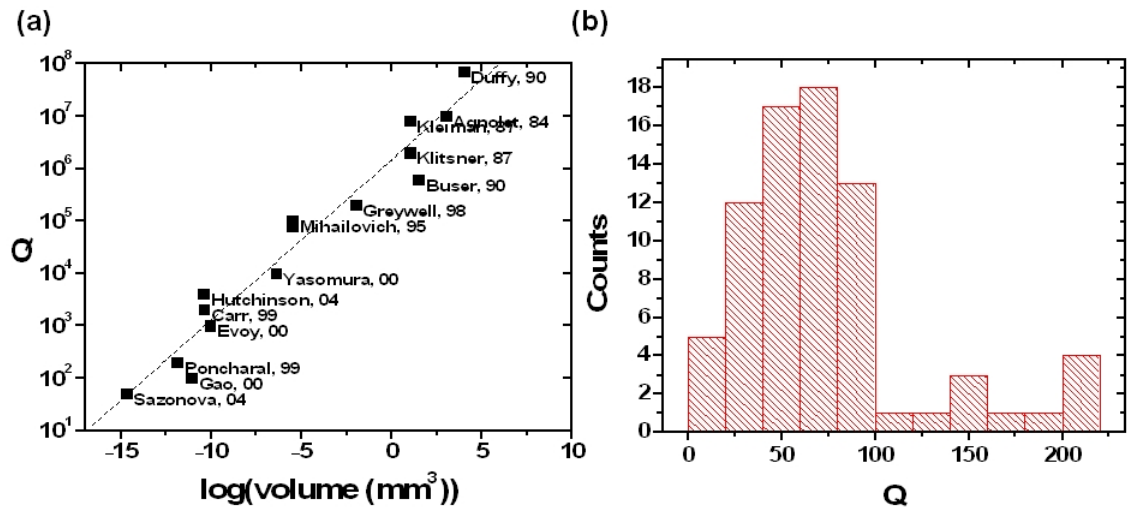 (a)
10^8
10^7
10^6
10^5
10^4
10^3
10^2
10^1
Q
Duffy, 90
Agnolet, 84
Kleiman, 87
Klitsner, 87
Buser, 90
Greywell, 98
Mihailovich, 95
Yasomura, 00
Hutchinson, 04
Carr, 99
Evoy, 00
Poncharal, 99
Gao, 00
Sazonova, 04
-15 -10 -5 0 5 10
log(volume (mm^3))
(b)
18
16
14
12
10
8
6
4
2
0
Counts
0 50 100 150 200
Q